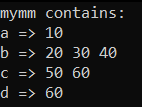 mymm contains:
a => 10
b => 20 30 40
c => 50 60
d => 60